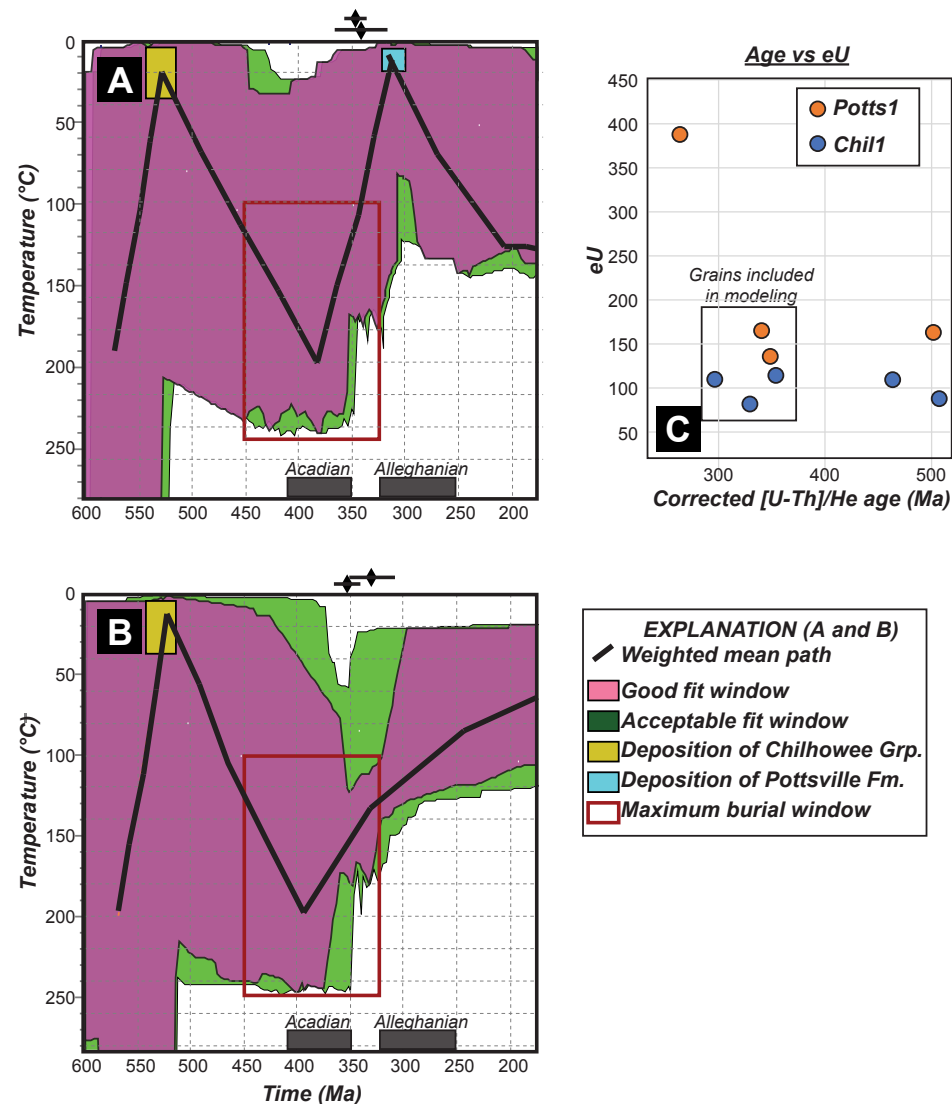 A
0
50
100
150
200
250
Temperature (°C)
Acadian
Alleghanian
600
550
500
450
400
350
300
250
200
Age vs eU
450
400
350
300
250
200
150
100
50
eU
Potts1
Chil1
Grains included
in modeling
C
300
400
500
Corrected [U-Th]/He age (Ma)
B
0
50
100
150
200
250
Temperature (°C)
Acadian
Alleghanian
600
550
500
450
400
350
300
250
200
Time (Ma)
EXPLANATION (A and B)
Weighted mean path
Good fit window
Acceptable fit window
Deposition of Chilhowee Grp.
Deposition of Pottsville Fm.
Maximum burial window